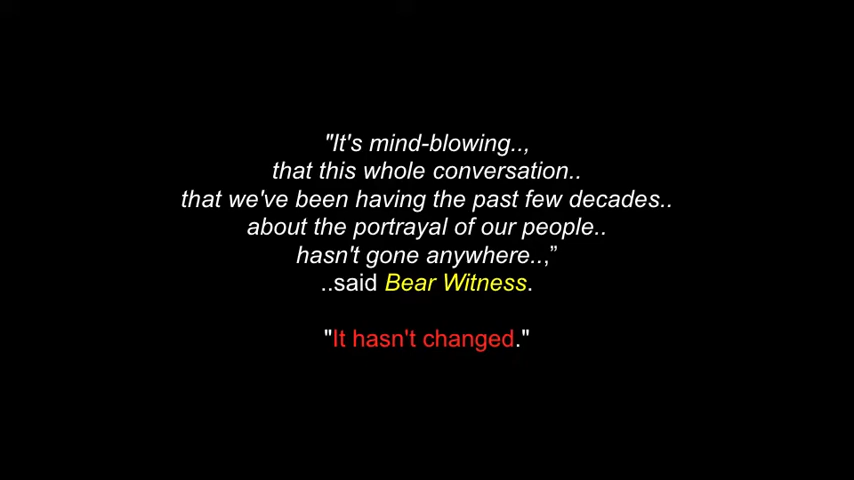 "It's mind-blowing..,
that this whole conversation..
that we've been having the past few decades..
about the portrayal of our people..
hasn't gone anywhere..,”
..said Bear Witness.
"It hasn't changed."